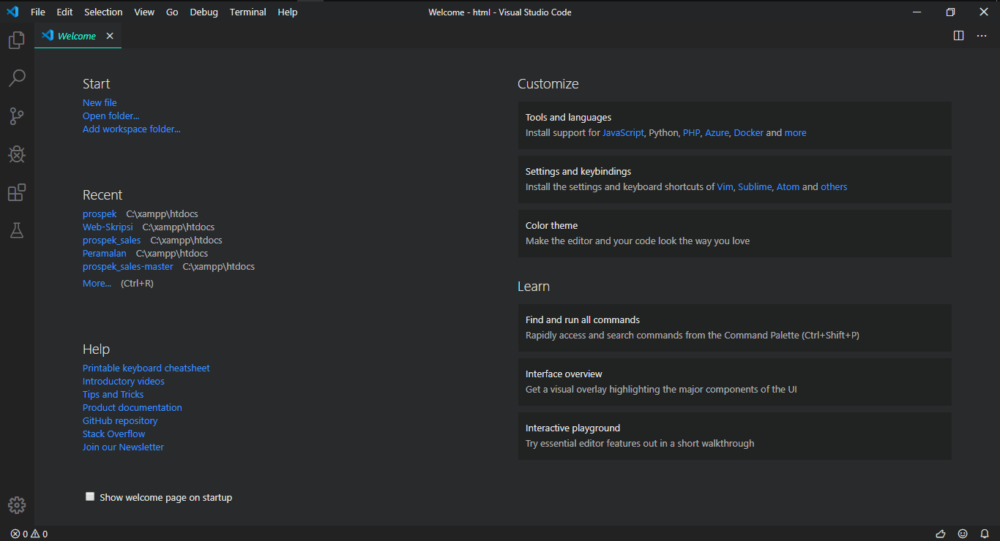 File Edit Selection View Go Debug Terminal Help
Welcome - html - Visual Studio Code
Welcome
Start
New file
Open folder...
Add workspace folder...
Recent
prospek C:\xampp\htdocs
Web-Skripsi C:\xampp\htdocs
prospek_sales C:\xampp\htdocs
Peramalan C:\xampp\htdocs
prospek_sales-master C:\xampp\htdocs
More... (Ctrl+R)
Help
Printable keyboard cheatsheet
Introductory videos
Tips and Tricks
Product documentation
GitHub repository
Stack Overflow
Join our Newsletter
Show welcome page on startup
Customize
Tools and languages
Install support for JavaScript, Python, PHP, Azure, Docker and more
Settings and keybindings
Install the settings and keyboard shortcuts of Vim, Sublime, Atom and others
Color theme
Make the editor and your code look the way you love
Learn
Find and run all commands
Rapidly access and search commands from the Command Palette (Ctrl+Shift+P)
Interface overview
Get a visual overlay highlighting the major components of the UI
Interactive playground
Try essential editor features out in a short walkthrough
0 0